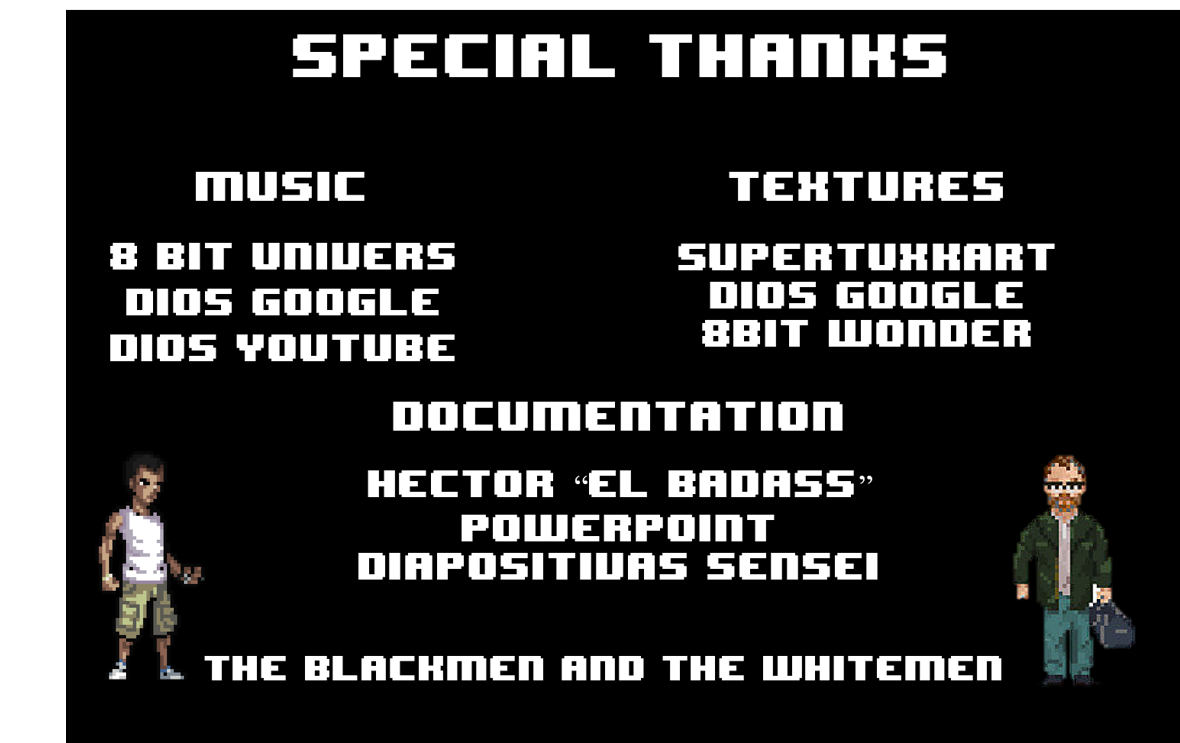 SPECIAL THANKS
MUSIC
8 BIT UNIVERS
DIOS GOOGLE
DIOS YOUTUBE
TEXTURES
SUPERTUXKART
DIOS GOOGLE
8BIT WONDER
DOCUMENTATION
HECTOR “EL BADASS”
POWERPOINT
DIAPOSITIVAS SENSEI
THE BLACKMEN AND THE WHITEMEN